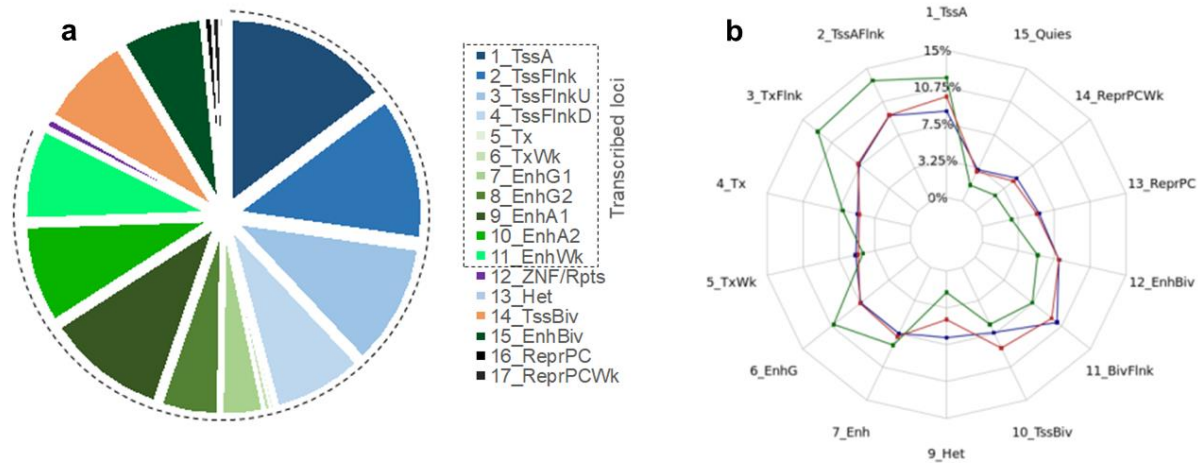 a
1_TssA
2_TssFlnk
3_TssFlnkU
4_TssFlnkD
5_Tx
6_TxWk
7_EnhG1
8_EnhG2
9_EnhA1
10_EnhA2
11_EnhWk
12_ZNF/Rpts
13_Het
14_TssBiv
15_EnhBiv
16_ReprPC
17_ReprPCWk
Transcribed loci
b
1_TssA
15_Quies
14_ReprPCWk
13_ReprPC
12_EnhBiv
11_BivFlnk
10_TssBiv
9_Het
7_Enh
6_EnhG
5_TxWk
4_Tx
3_TxFlnk
2_TssAFlnk
15%
10.75%
7.5%
3.25%
0%